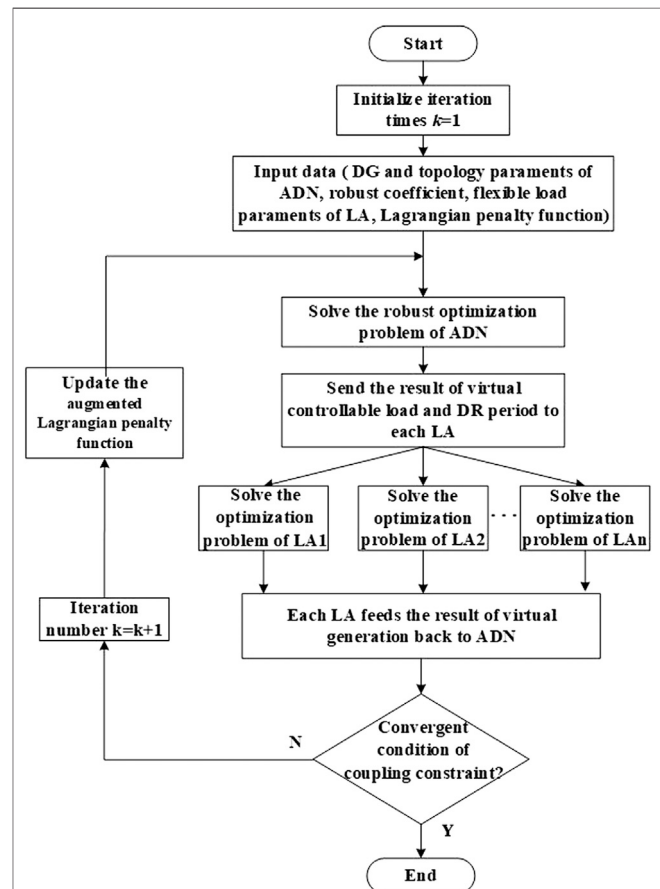 Start
Initialize iteration
times k=1
Input data ( DG and topology paraments of
ADN, robust coefficient, flexible load
paraments of LA, Lagrangian penalty function)
Solve the robust optimization
problem of ADN
Update the
augmented
Lagrangian penalty
function
Send the result of virtual
controllable load and DR period to
each LA
Solve the
optimization
problem of LA1
Solve the
optimization
problem of LA2
...
Solve the
optimization
problem of LAn
Iteration
number k=k+1
Each LA feeds the result of virtual
generation back to ADN
N
Convergent
condition of
coupling constraint?
Y
End